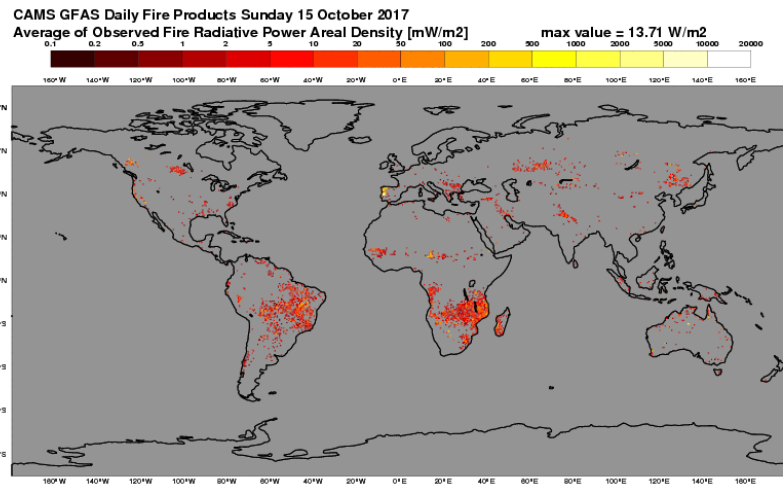 CAMS GFAS Daily Fire Products Sunday 15 October 2017
Average of Observed Fire Radiative Power Areal Density [mW/m2] max value = 13.71 W/m2
0.1 0.2 0.5 1 2 5 10 20 50 100 200 500 1000 2000 5000 10000 20000
160°W 140°W 120°W 100°W 80°W 60°W 40°W 20°W 0°E 20°E 40°E 60°E 80°E 100°E 120°E 140°E 160°E
°N
°N
°N
°N
°N
°S
°S
°S
°S
160°W 140°W 120°W 100°W 80°W 60°W 40°W 20°W 0°E 20°E 40°E 60°E 80°E 100°E 120°E 140°E 160°E